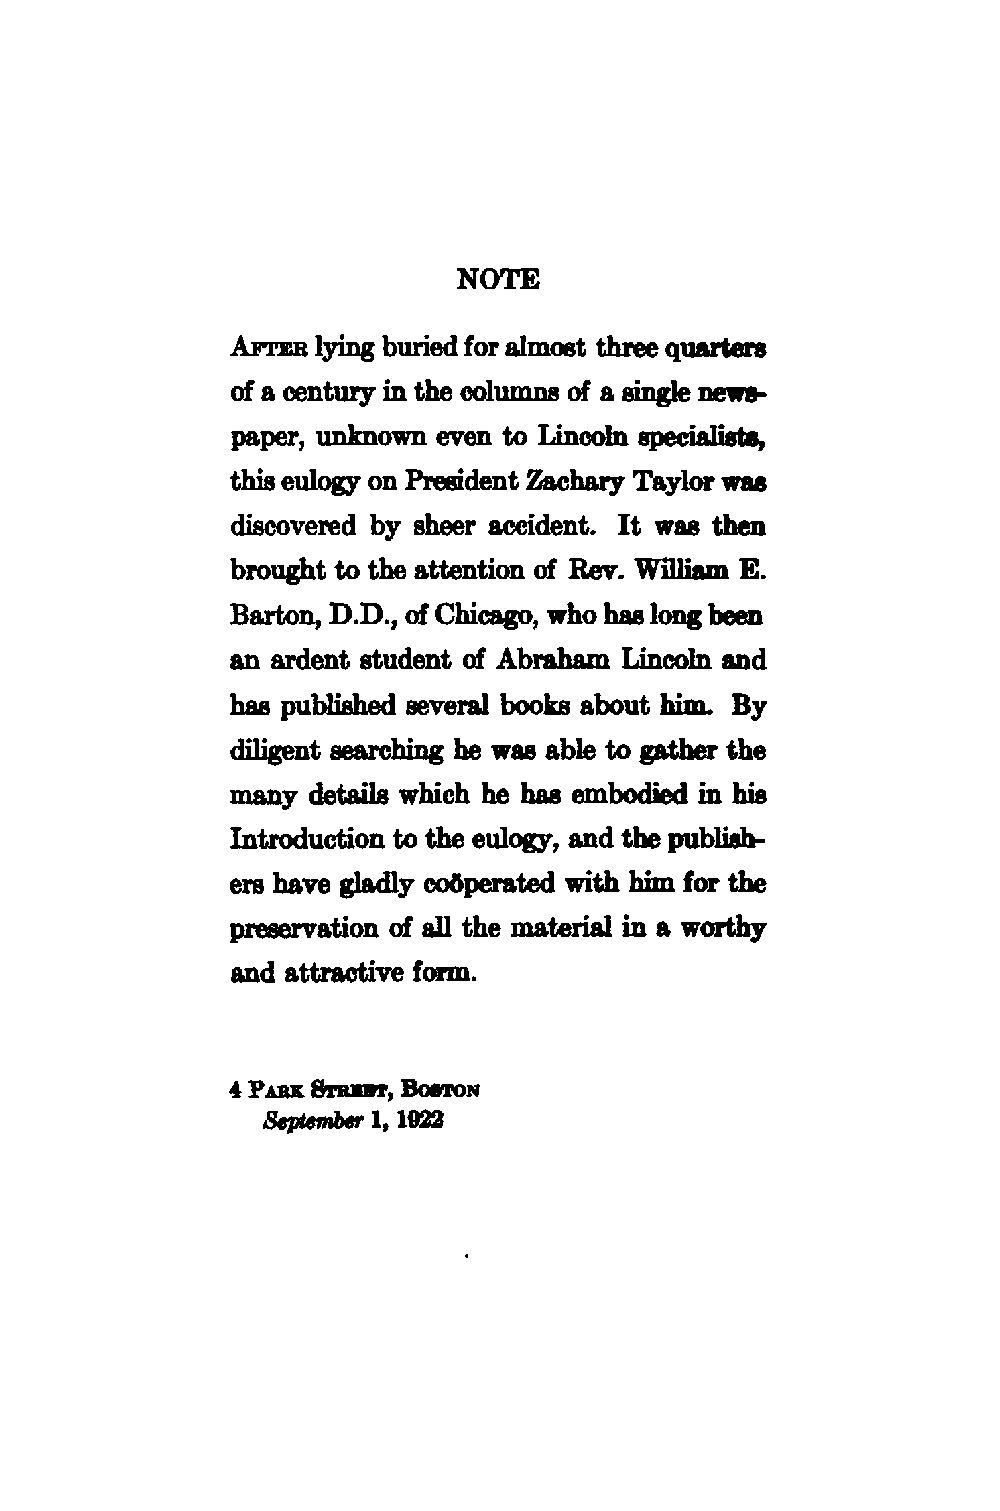 NOTE
AFTER lying buried for almost three quarters
of a century in the columns of a single news-
paper, unknown even to Lincoln specialists,
this eulogy on President Zachary Taylor was
discovered by sheer accident. It was then
brought to the attention of Rev. William E.
Barton, D.D., of Chicago, who has long been
an ardent student of Abraham Lincoln and
has published several books about him. By
diligent searching he was able to gather the
many details which he has embodied in his
Introduction to the eulogy, and the publish-
ers have gladly coöperated with him for the
preservation of all the material in a worthy
and attractive form.
4 PARK STREET, BOSTON
September 1, 1922